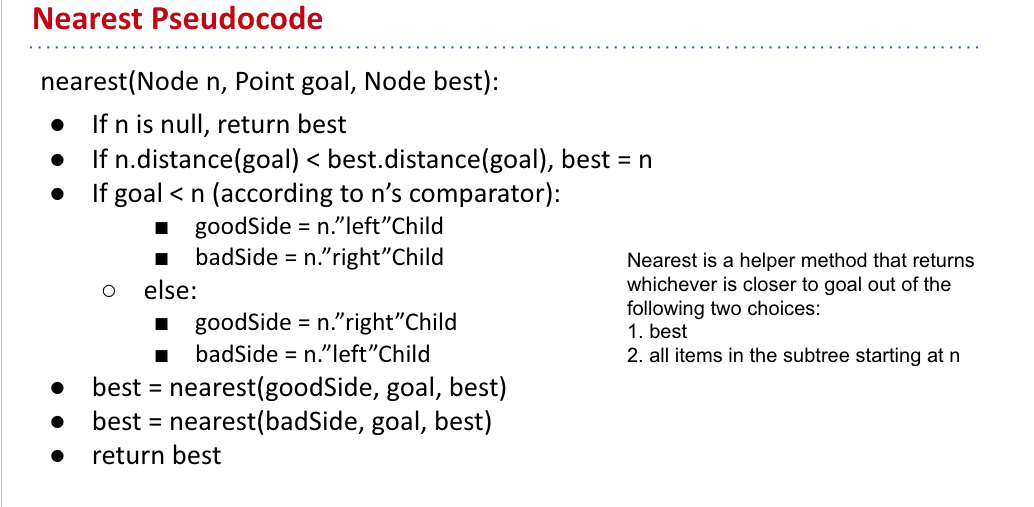 Nearest Pseudocode
nearest(Node n, Point goal, Node best):
● If n is null, return best
● If n.distance(goal) < best.distance(goal), best = n
● If goal < n (according to n’s comparator):
■ goodSide = n.”left”Child
■ badSide = n.”right”Child
○ else:
■ goodSide = n.”right”Child
■ badSide = n.”left”Child
● best = nearest(goodSide, goal, best)
● best = nearest(badSide, goal, best)
● return best
Nearest is a helper method that returns
whichever is closer to goal out of the
following two choices:
1. best
2. all items in the subtree starting at n